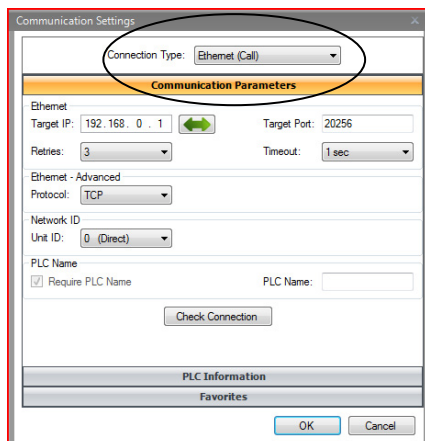 Communication Settings
Connection Type: Ethernet (Call)
Communication Parameters
Ethernet
Target IP: 192.168. 0 . 1 Target Port: 20256
Retries: 3 Timeout: 1 sec
Ethernet - Advanced
Protocol: TCP
Network ID
Unit ID: 0 (Direct)
PLC Name
Require PLC Name PLC Name:
Check Connection
PLC Information
Favorites
OK Cancel